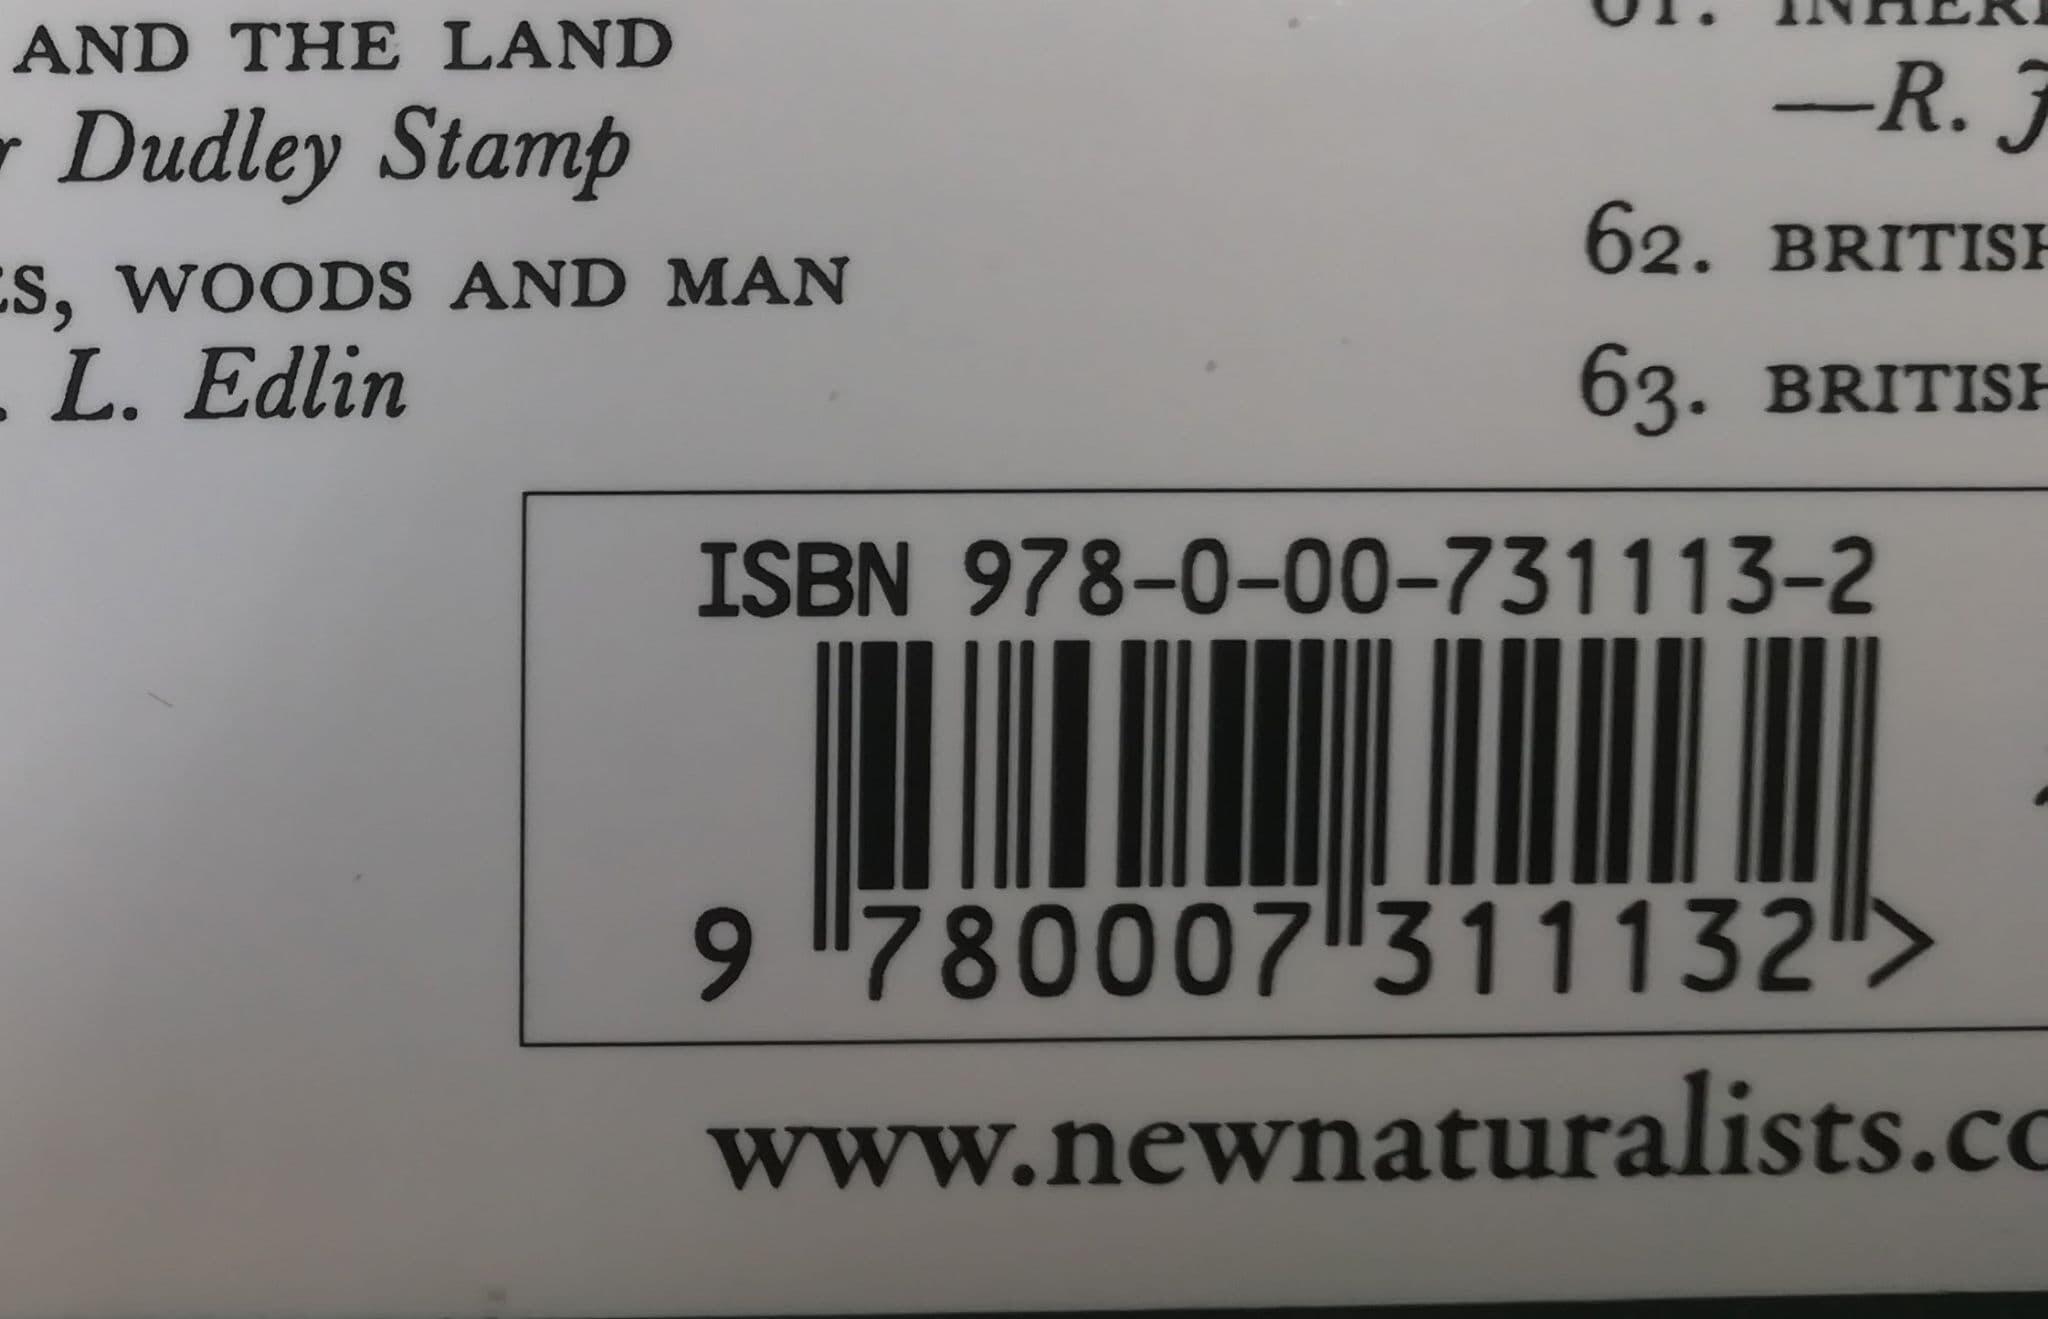 AND THE LAND
Dudley Stamp
WOODS AND MAN
L. Edlin
61.
—R.
62. BRITISH
63. BRITISH
ISBN 978-0-00-731113-2
9 780007 311132 >
www.newnaturalists.co